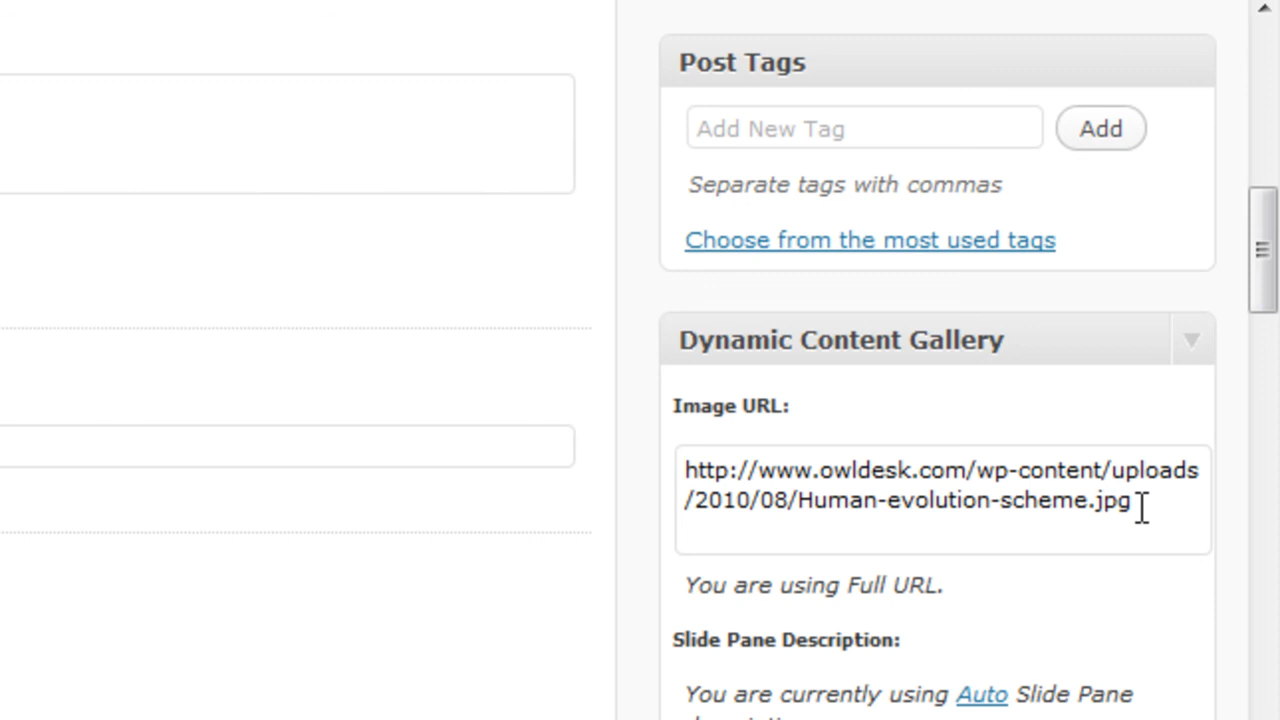 Post Tags
Add New Tag
Add
Separate tags with commas
Choose from the most used tags
Dynamic Content Gallery
Image URL:
http://www.owldesk.com/wp-content/uploads
/2010/08/Human-evolution-scheme.jpg
You are using Full URL.
Slide Pane Description:
You are currently using Auto Slide Pane